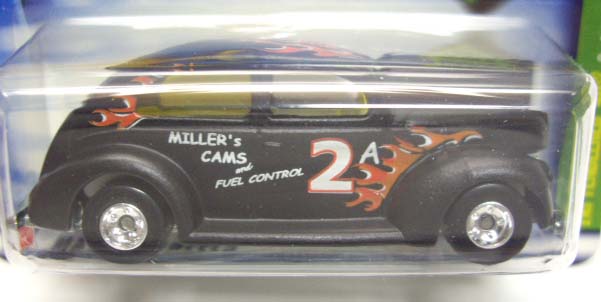 MILLER's
CAMS
and
FUEL CONTROL
2A